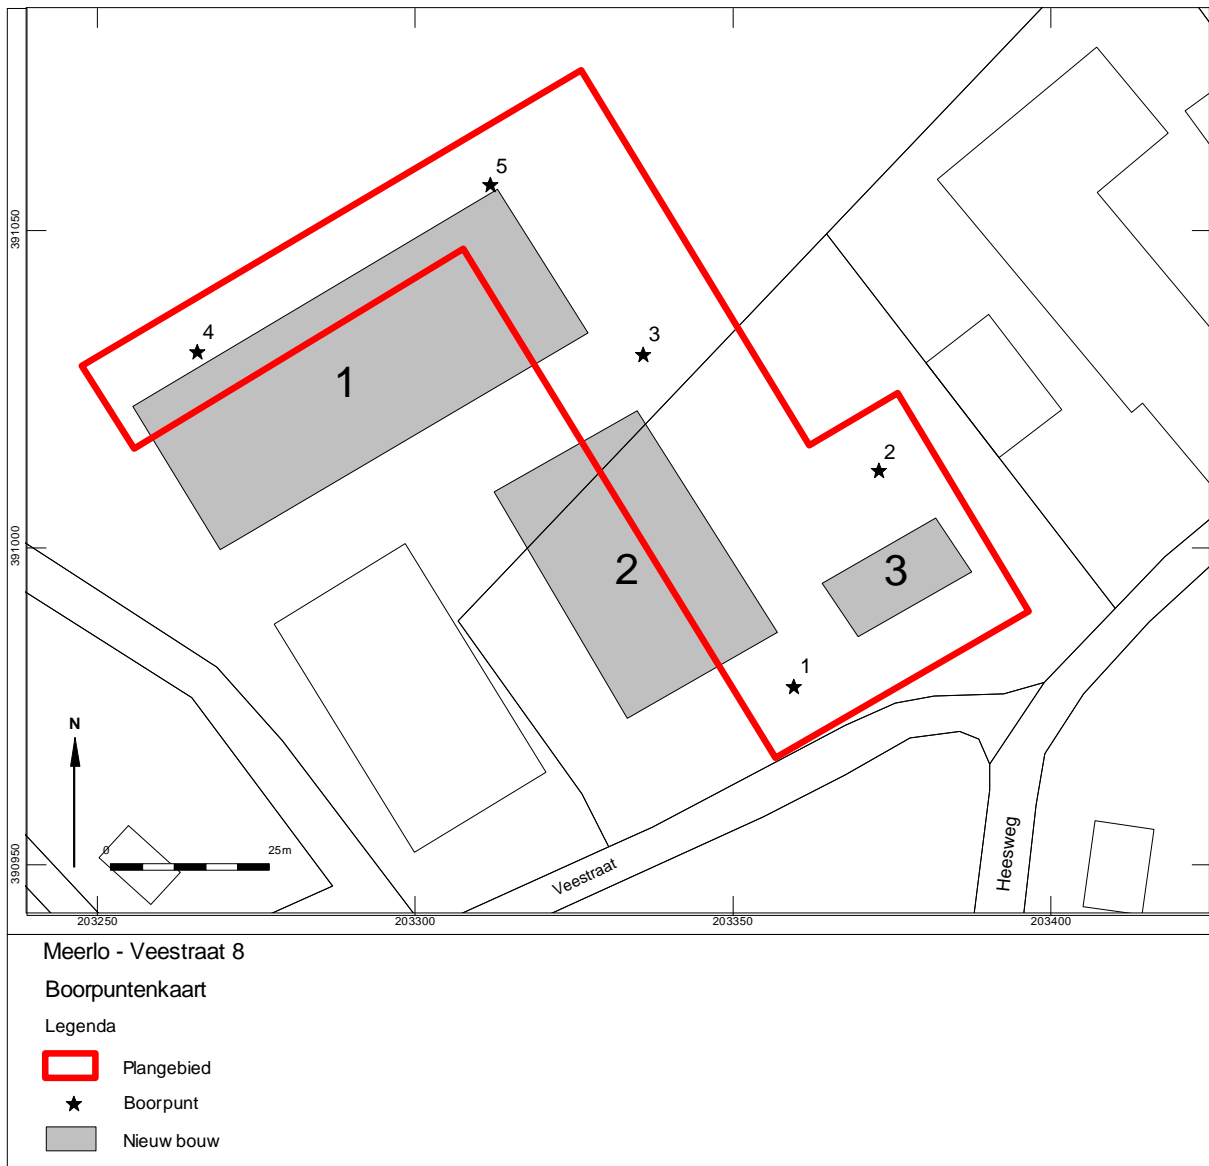 5
391050
4
3
1
2
391000
2
3
1
N
0
25m
Veestraat
Heesweg
390950
203250
203300
203350
203400
Meerlo - Veestraat 8
Boorpuntenkaart
Legenda
Plangebied
Boorpunt
Nieuw bouw